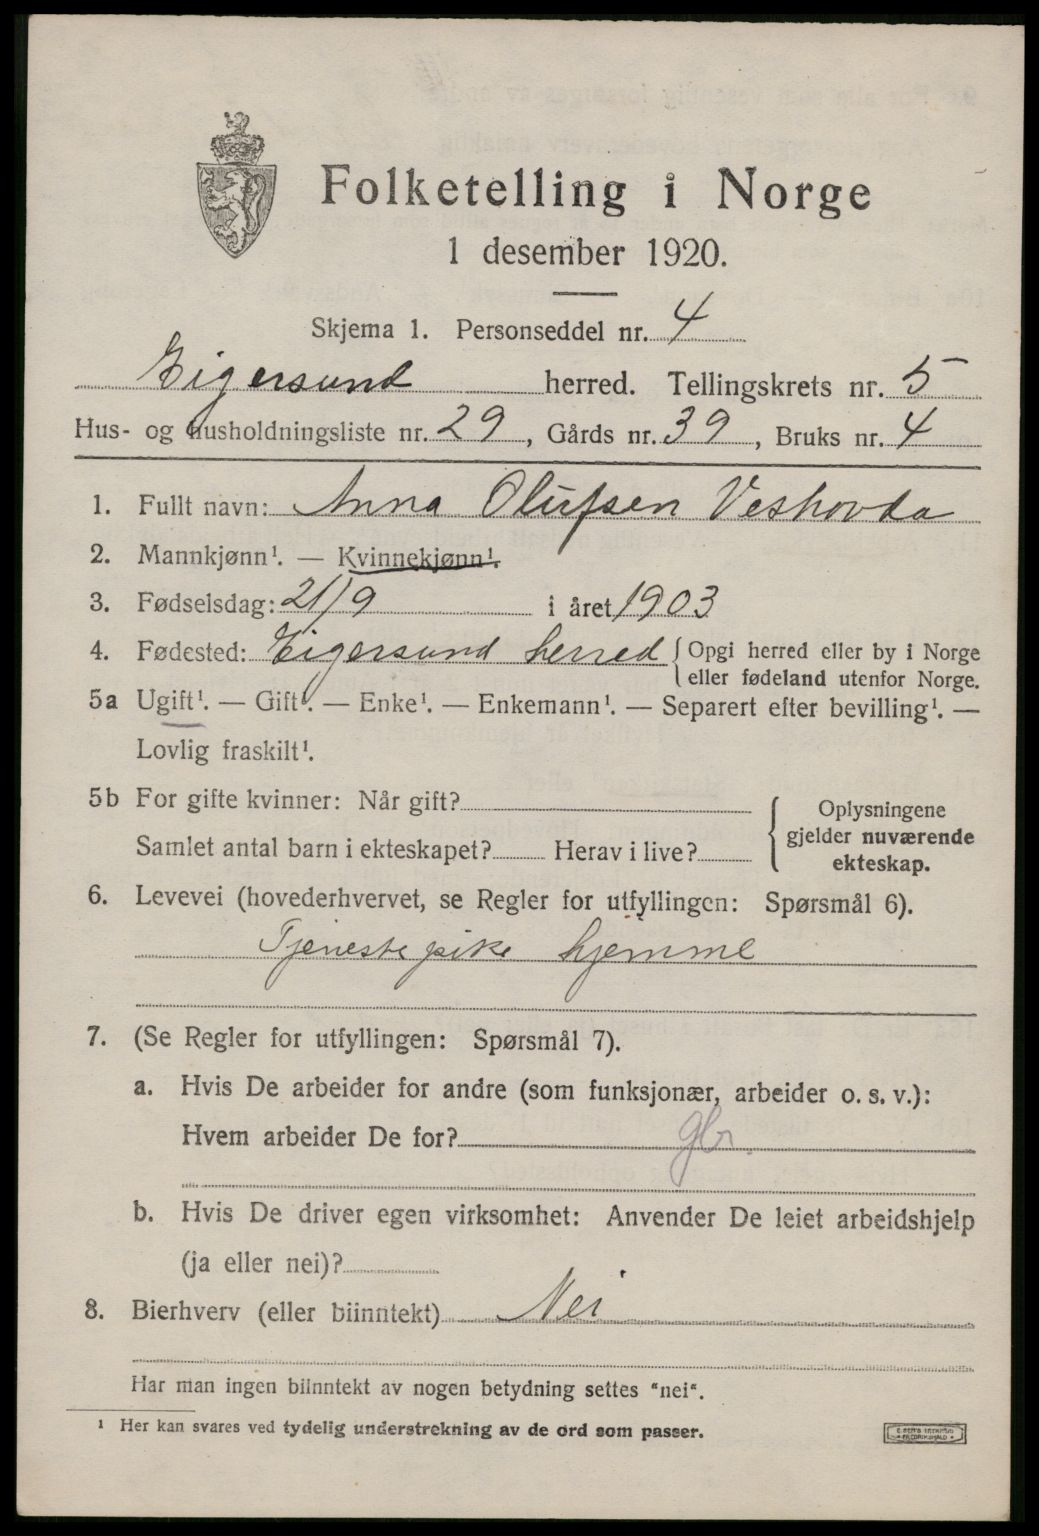 Folketelling i Norge
1 desember 1920.
Skjema 1. Personseddel nr. 4
Eigersund herred. Tellingskrets nr. 5
Hus- og husholdningsliste nr. 29, Gårds nr. 39, Bruks nr. 4
1. Fullt navn: Anna Olufsen Veshovda
2. Mannkjønn¹. — Kvinnekjønn¹.
3. Fødselsdag: 21/9 i året 1903
4. Fødested: Eigersund herred { Opgi herred eller by i Norge
eller fødeland utenfor Norge.
5a Ugift¹. — Gift¹. — Enke¹. — Enkemann¹. — Separert efter bevilling¹. —
Lovlig fraskilt¹.
5b For gifte kvinner: Når gift?
Samlet antal barn i ekteskapet? Herav i live?
Oplysningene
gjelder nuværende
ekteskap.
6. Levevei (hovederhvervet, se Regler for utfyllingen: Spørsmål 6).
Tjenestepike hjemme
7. (Se Regler for utfyllingen: Spørsmål 7).
a. Hvis De arbeider for andre (som funksjonær, arbeider o. s. v.):
Hvem arbeider De for? gbr.
b. Hvis De driver egen virksomhet: Anvender De leiet arbeidshjelp
(ja eller nei)?
8. Bierhverv (eller biinntekt) Nei
Har man ingen biinntekt av nogen betydning settes "nei".
¹ Her kan svares ved tydelig understrekning av de ord som passer.